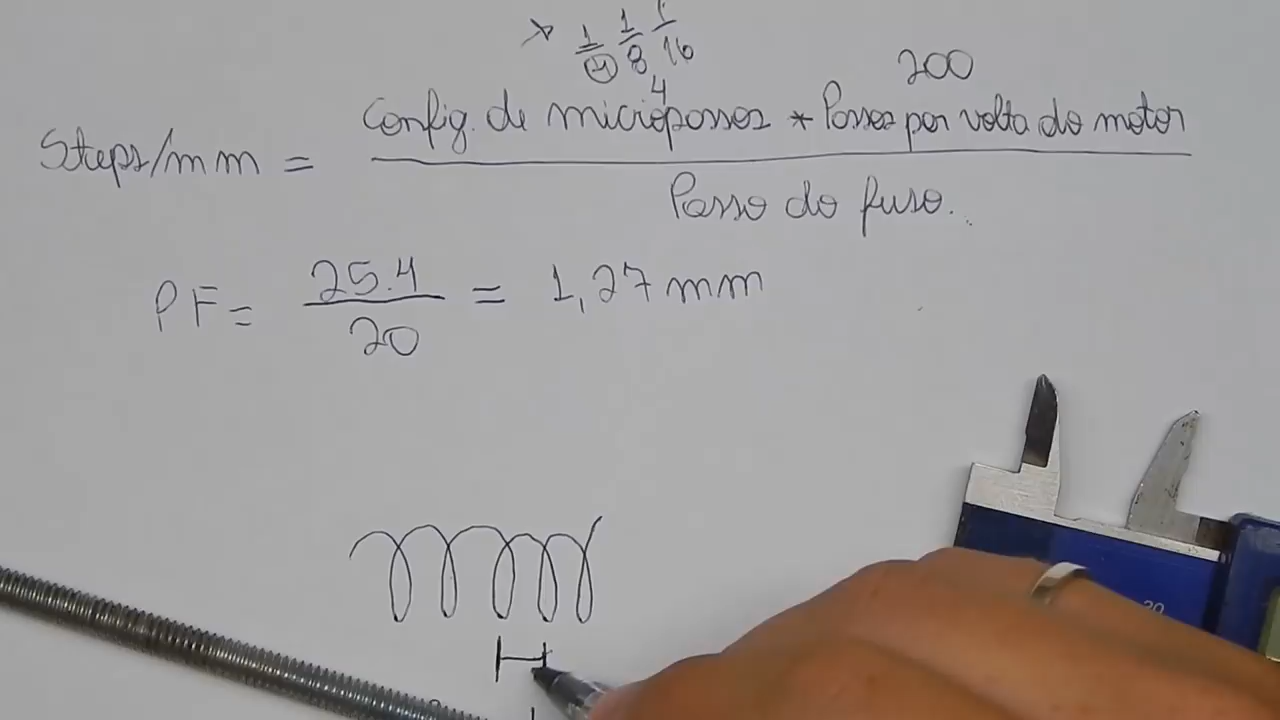 1/4 1/8 1/16
4 200
Steps/mm = Config. de micropassos * Passos por volta do motor
Passo do fuso.
PF = 25.4 / 20 = 1,27 mm
20